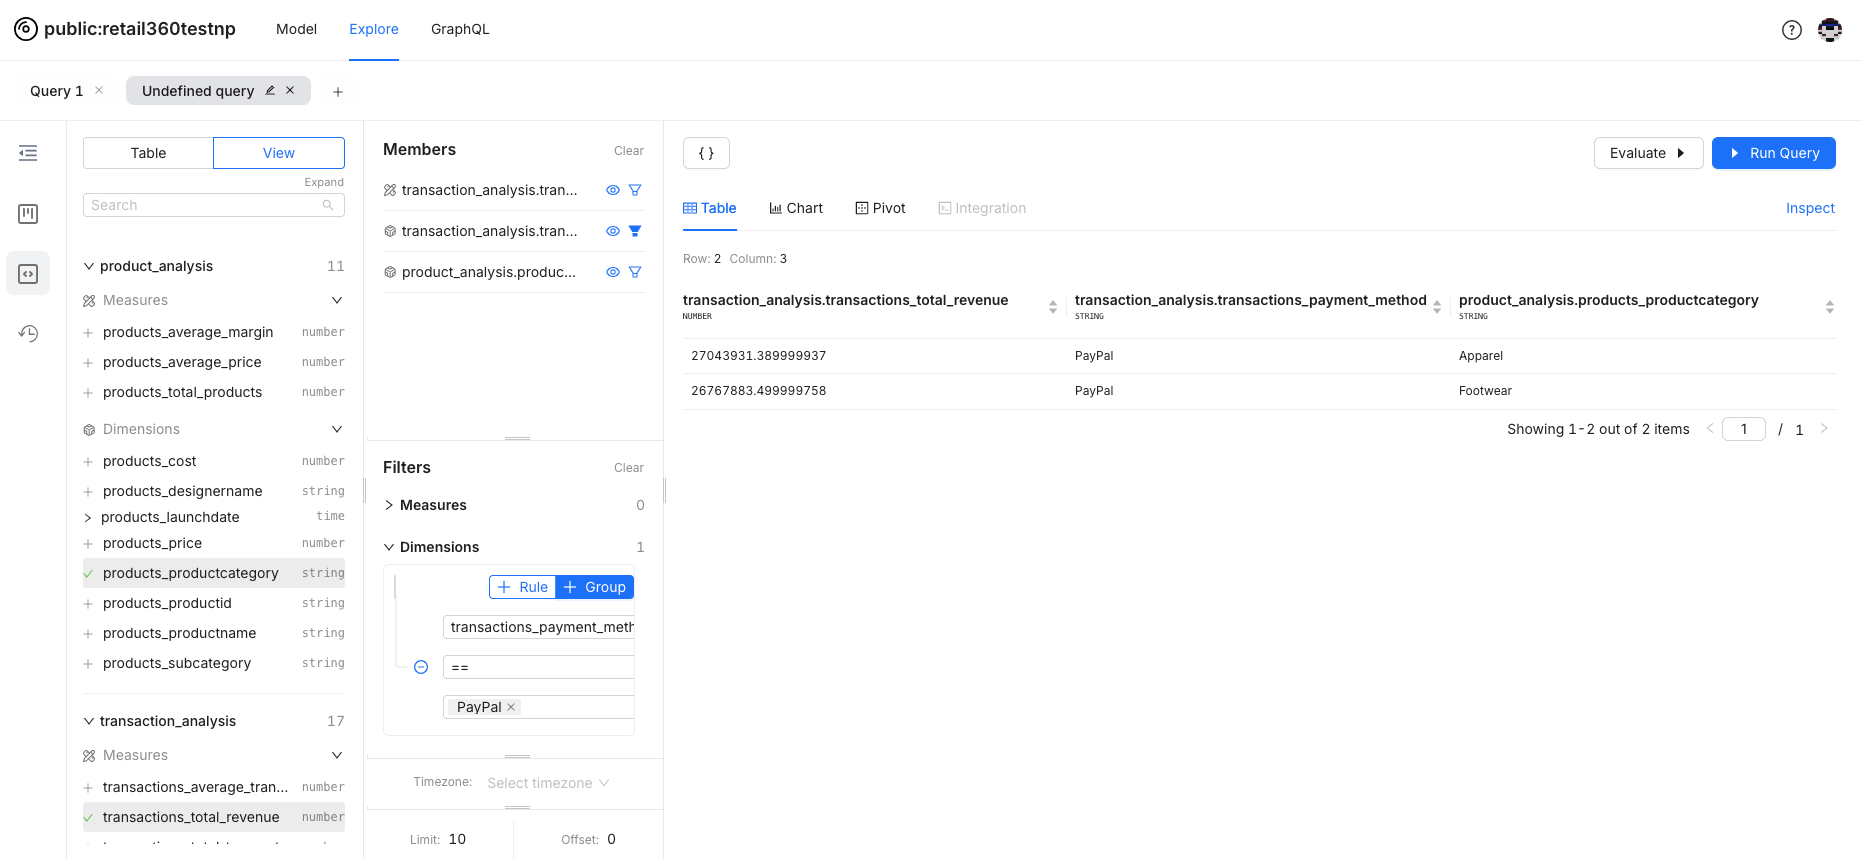 public:retail360testnp
Model
Explore
GraphQL
Query 1
Undefined query
Table
View
Expand
Search
product_analysis 11
Measures
products_average_margin number
products_average_price number
products_total_products number
Dimensions
products_cost number
products_designername string
products_launchdate time
products_price number
products_productcategory string
products_productid string
products_productname string
products_subcategory string
transaction_analysis 17
Measures
transactions_average_tran... number
transactions_total_revenue number
Members Clear
transaction_analysis.tran...
transaction_analysis.tran...
product_analysis.produc...
Filters Clear
Measures 0
Dimensions 1
Rule Group
transactions_payment_meth
==
PayPal
Timezone: Select timezone
Limit: 10 Offset: 0
{ }
Evaluate
Run Query
Table
Chart
Pivot
Integration
Inspect
Row: 2 Column: 3
transaction_analysis.transactions_total_revenue transaction_analysis.transactions_payment_method product_analysis.products_productcategory
NUMBER STRING STRING
27043931.389999937 PayPal Apparel
26767883.499999758 PayPal Footwear
Showing 1-2 out of 2 items < 1 / 1 >